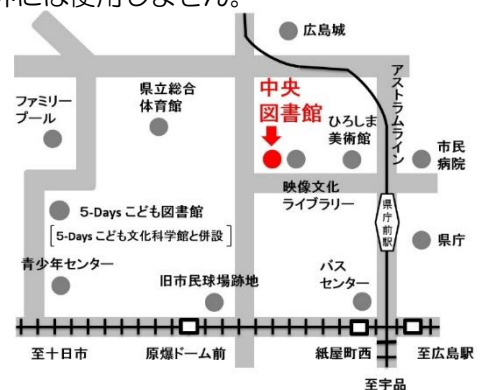 外には使用しません。
広島城
県立総合
体育館
中央
図書館
アストラムライン
ファミリー
プール
ひろしま
美術館
市民
病院
映像文化
ライブラリー
県庁前駅
5-Days こども図書館
[5-Days こども文化科学館と併設]
県庁
青少年センター
旧市民球場跡地
バス
センター
至十日市
原爆ドーム前
紙屋町西
至広島駅
至宇品